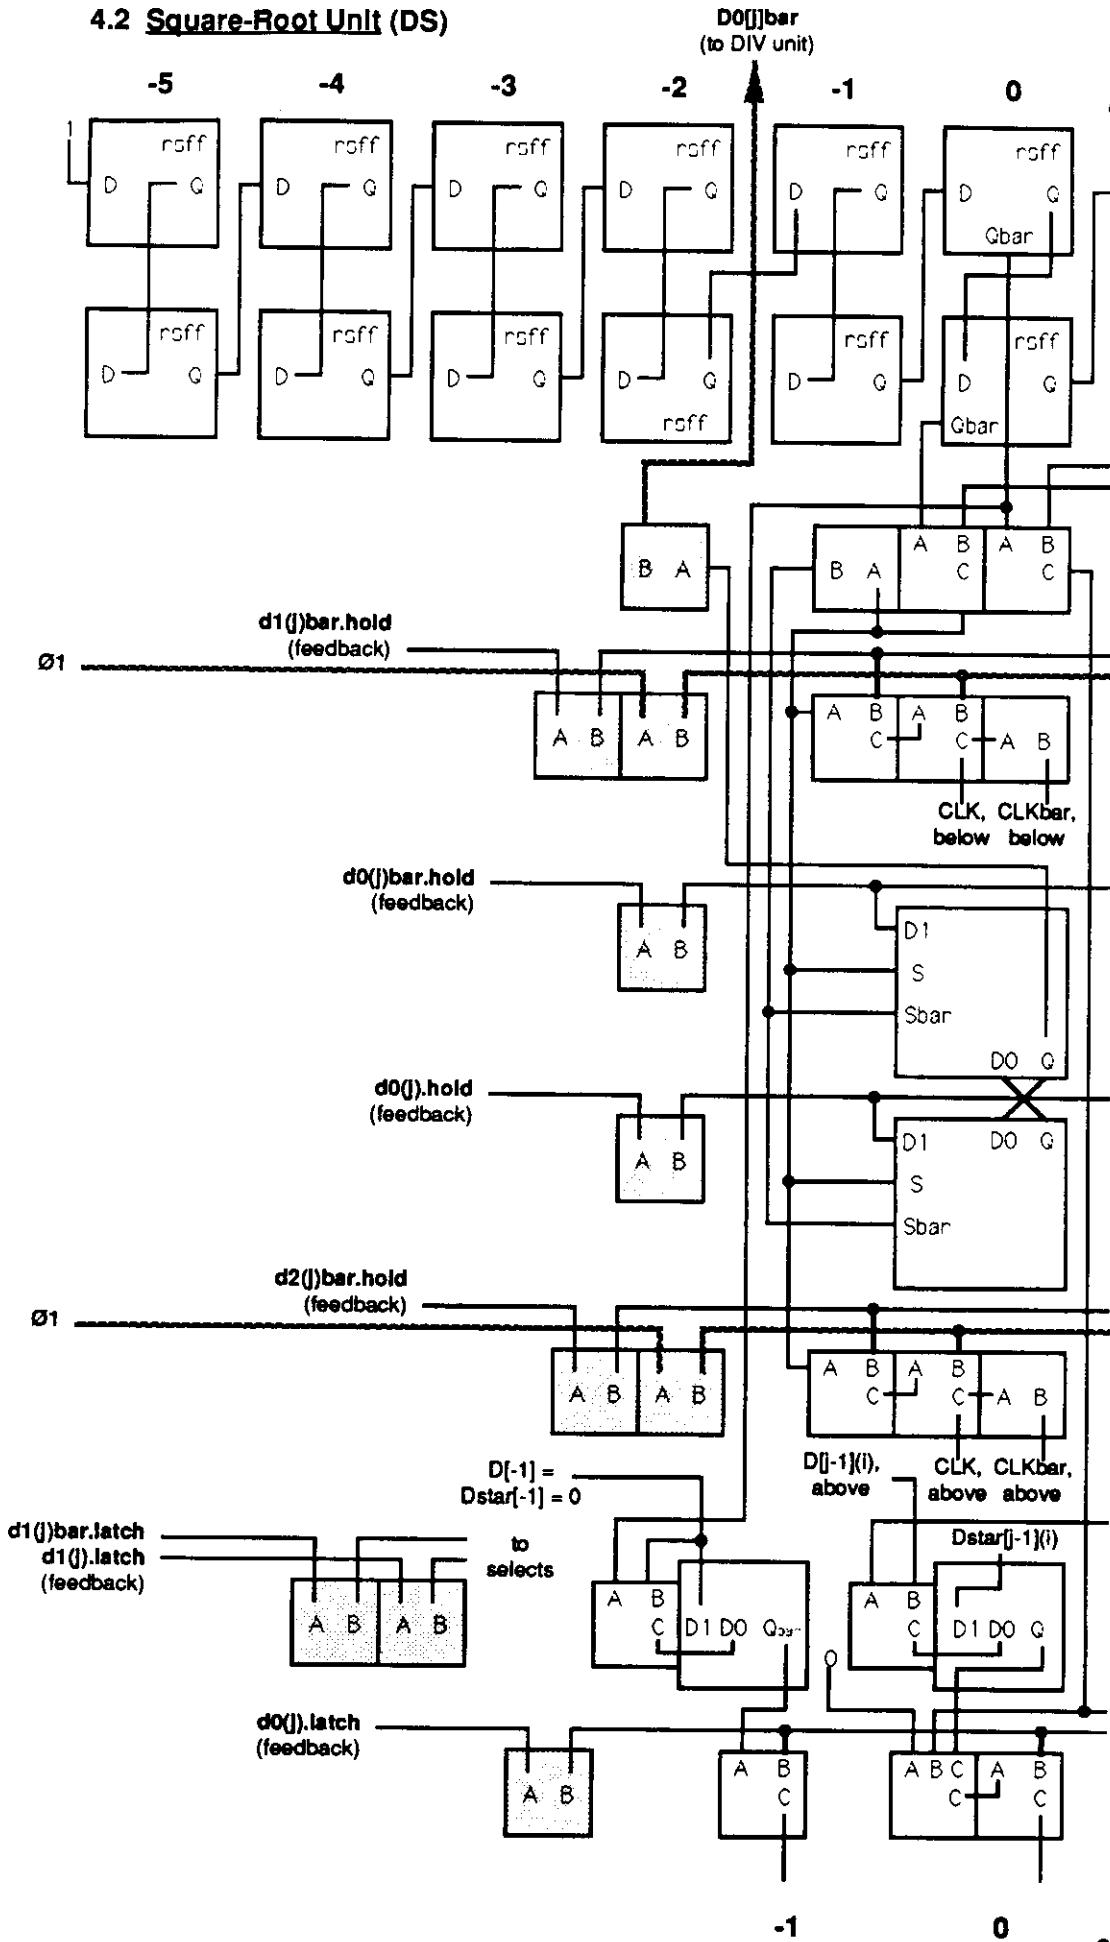 4.2 Square-Root Unit (DS)
D0[j]bar
(to DIV unit)
-5 -4 -3 -2 -1 0
1
rsff rsff rsff rsff rsff rsff
D Q D Q D Q D Q D Q D Q
Qbar
rsff rsff rsff rsff rsff
D Q D Q D Q D Q D Q D Q
rsff
Qbar
A B A B
B A B A C C
d1(j)bar.hold
(feedback)
Ø1
A B A B
A B A B
C C A B
CLK, CLKbar,
below below
d0(j)bar.hold
(feedback)
A B
D1
S
Sbar
D0 Q
d0(j).hold
(feedback)
A B
D1 D0 Q
S
Sbar
d2(j)bar.hold
(feedback)
Ø1
A B A B
A B A B
C C A B
D[j-1](i),
above
CLK, CLKbar,
above above
D[-1] =
Dstar[-1] = 0
d1(j)bar.latch
d1(j).latch
(feedback)
to
selects
Dstar[j-1](i)
A B A B
A B
C D1 D0 Qbar
A B
C D1 D0 Q
0
d0(j).latch
(feedback)
A B
A B
C
A B C A B
C C
-1 0